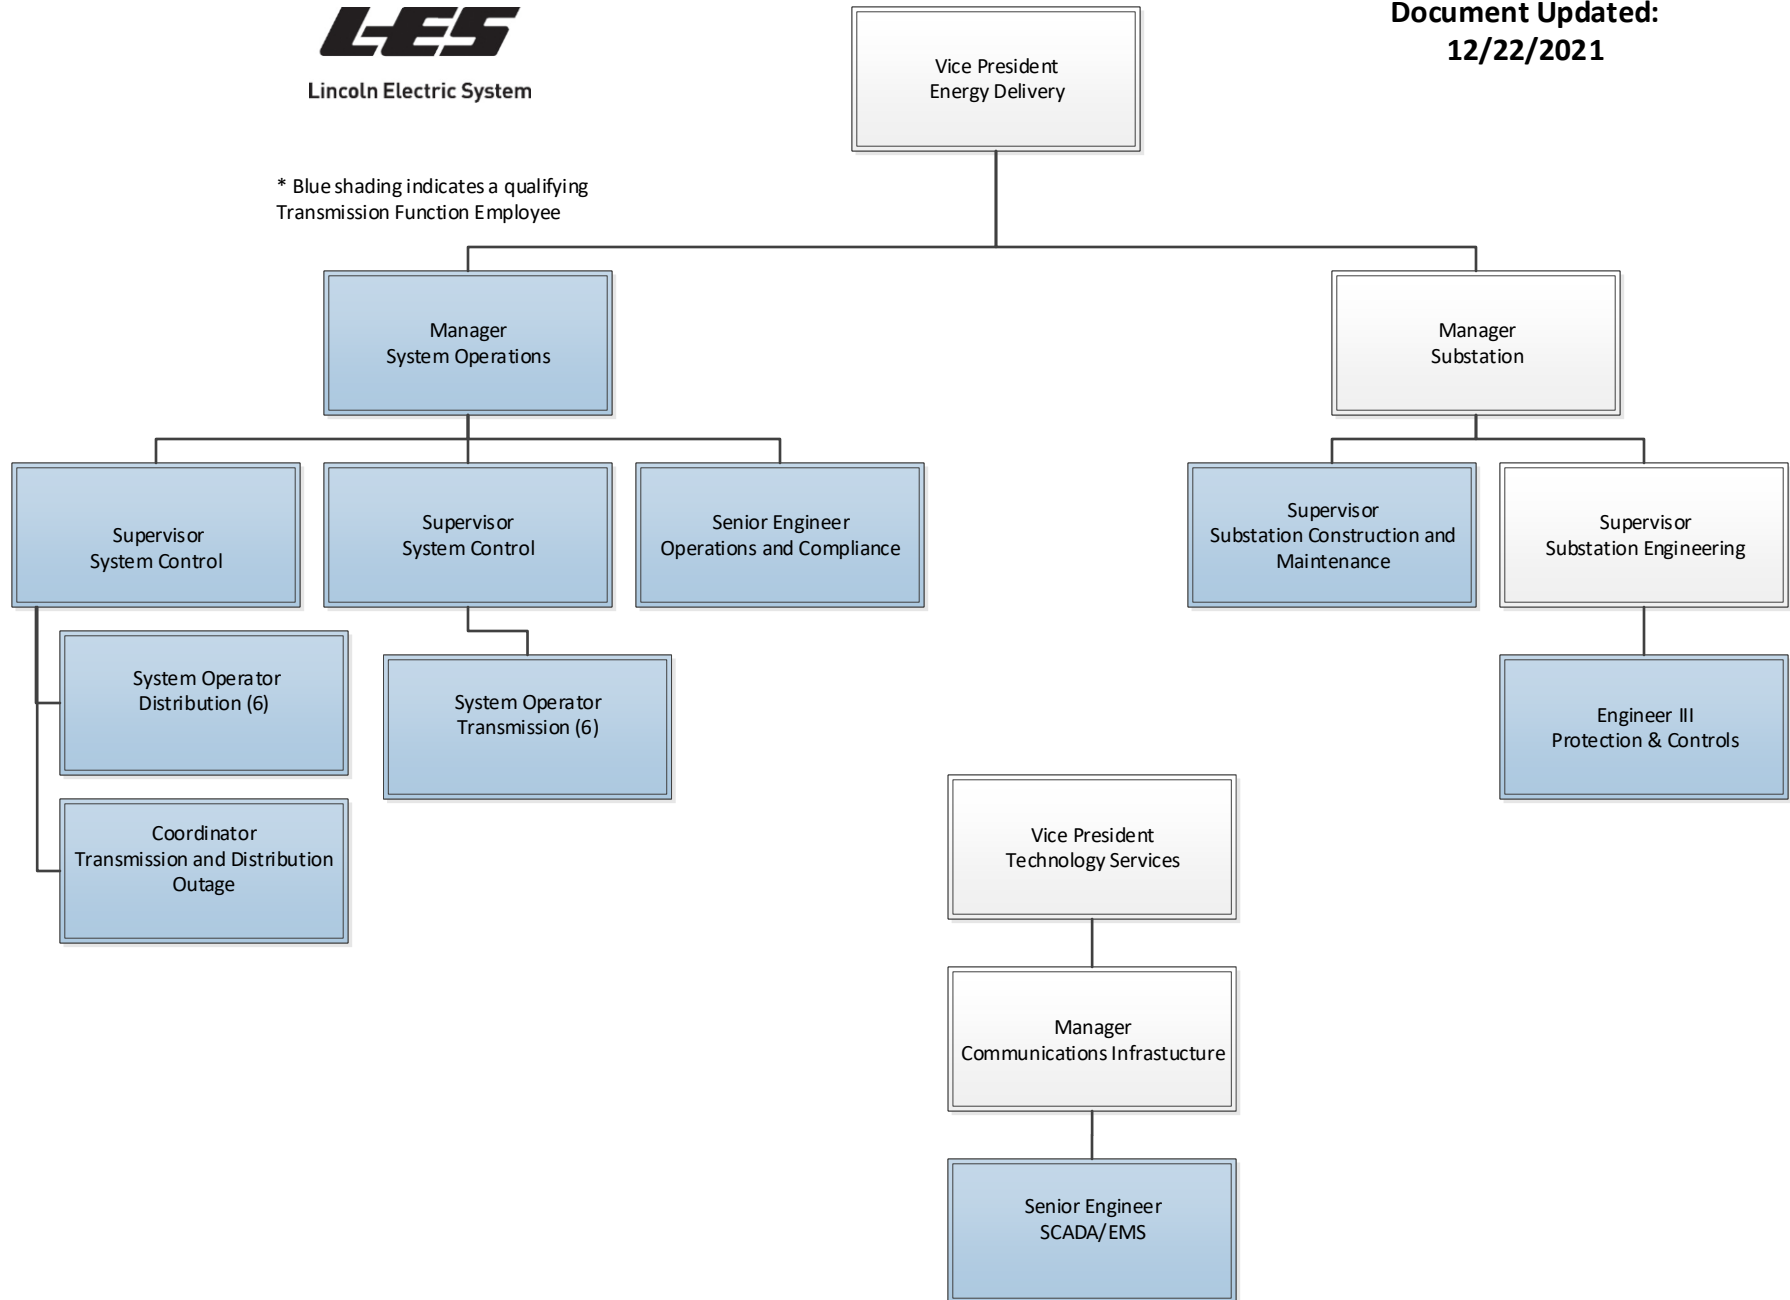 LES
Lincoln Electric System
Document Updated:
12/22/2021
Vice President
Energy Delivery
* Blue shading indicates a qualifying
Transmission Function Employee
Manager
System Operations
Manager
Substation
Supervisor
System Control
Supervisor
System Control
Senior Engineer
Operations and Compliance
Supervisor
Substation Construction and
Maintenance
Supervisor
Substation Engineering
System Operator
Distribution (6)
System Operator
Transmission (6)
Engineer III
Protection & Controls
Coordinator
Transmission and Distribution
Outage
Vice President
Technology Services
Manager
Communications Infrastucture
Senior Engineer
SCADA/EMS